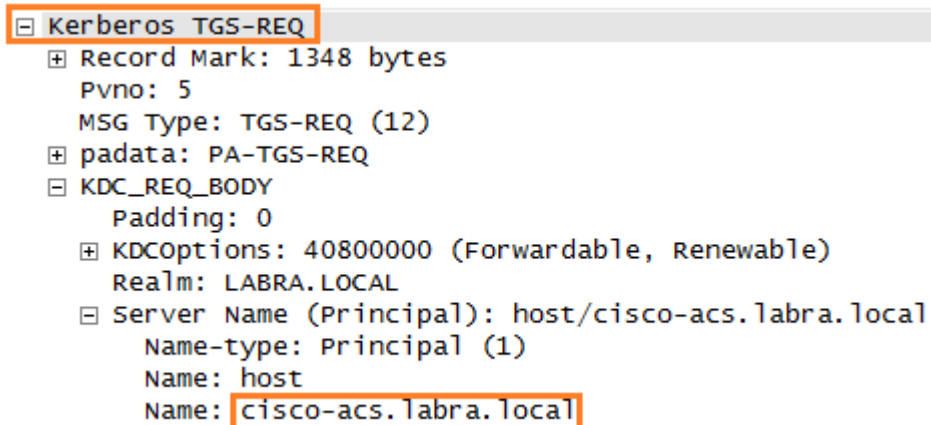 Kerberos TGS-REQ
Record Mark: 1348 bytes
Pvno: 5
MSG Type: TGS-REQ (12)
padata: PA-TGS-REQ
KDC_REQ_BODY
Padding: 0
KDCOptions: 40800000 (Forwardable, Renewable)
Realm: LABRA.LOCAL
Server Name (Principal): host/cisco-acs.labra.local
Name-type: Principal (1)
Name: host
Name: cisco-acs.labra.local